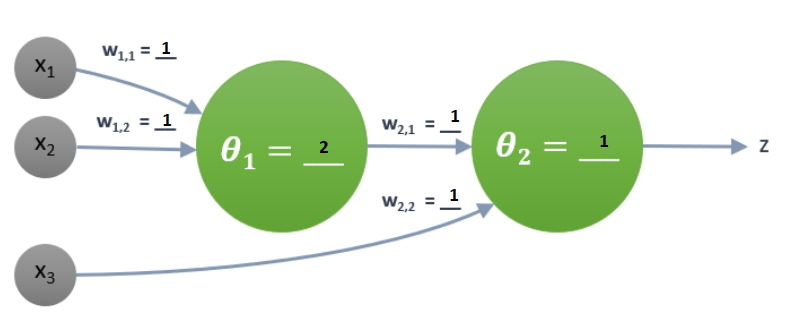 x₁
w₁,₁ = 1
x₂
w₁,₂ = 1
θ₁ = 2
w₂,₁ = 1
θ₂ = 1
z
w₂,₂ = 1
x₃